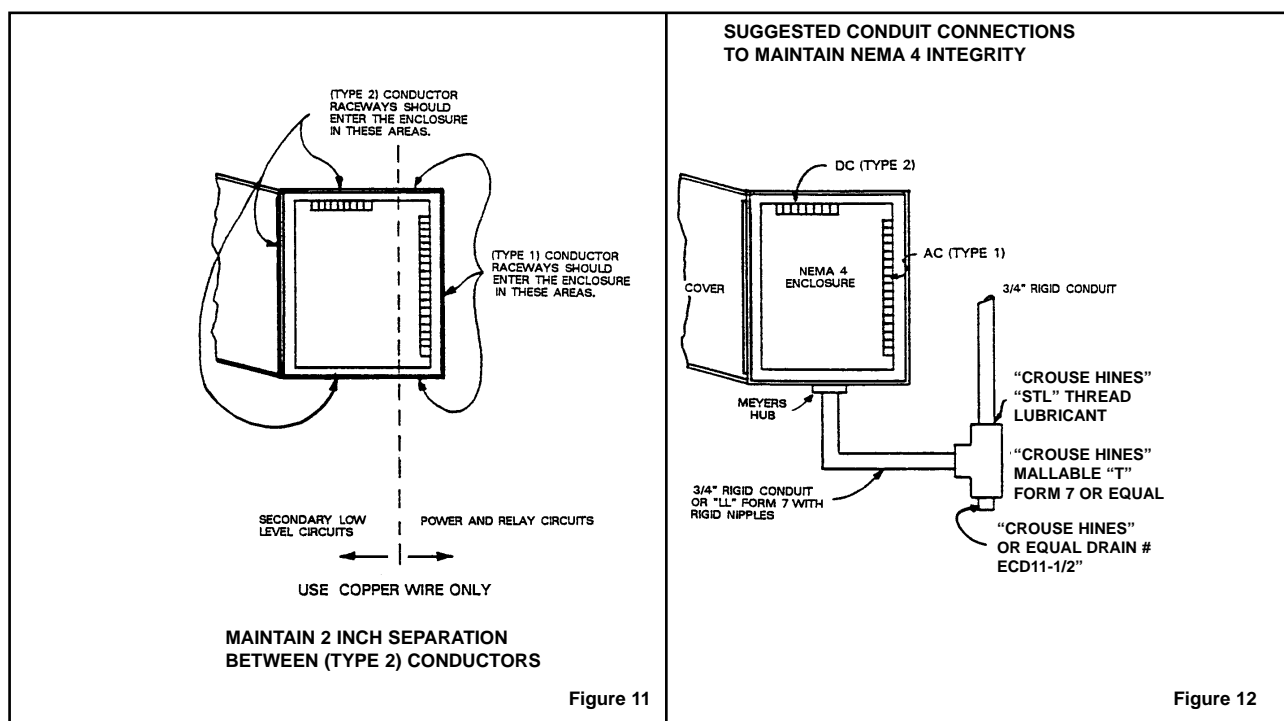 (TYPE 2) CONDUCTOR
RACEWAYS SHOULD
ENTER THE ENCLOSURE
IN THESE AREAS.
(TYPE 1) CONDUCTOR
RACEWAYS SHOULD
ENTER THE ENCLOSURE
IN THESE AREAS.
SECONDARY LOW
LEVEL CIRCUITS
POWER AND RELAY CIRCUITS
USE COPPER WIRE ONLY
MAINTAIN 2 INCH SEPARATION
BETWEEN (TYPE 2) CONDUCTORS
Figure 11
SUGGESTED CONDUIT CONNECTIONS
TO MAINTAIN NEMA 4 INTEGRITY
DC (TYPE 2)
AC (TYPE 1)
NEMA 4
ENCLOSURE
COVER
3/4" RIGID CONDUIT
MEYERS
HUB
“CROUSE HINES”
“STL” THREAD
LUBRICANT
“CROUSE HINES”
MALLABLE “T”
FORM 7 OR EQUAL
3/4" RIGID CONDUIT
OR "LL" FORM 7 WITH
RIGID NIPPLES
“CROUSE HINES”
OR EQUAL DRAIN #
ECD11-1/2”
Figure 12